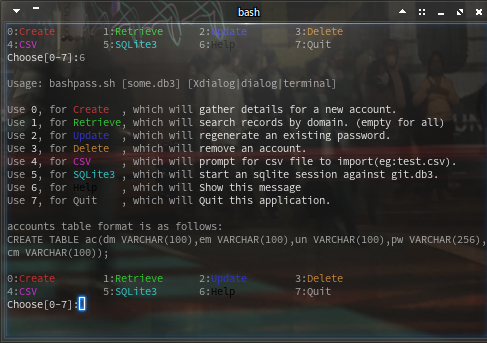 bash
0:Create 1:Retrieve 2:Update 3:Delete
4:CSV 5:SQLite3 6:Help 7:Quit
Choose[0-7]:6
Usage: bashpass.sh [some.db3] [Xdialog|dialog|terminal]
Use 0, for Create , which will gather details for a new account.
Use 1, for Retrieve, which will search records by domain. (empty for all)
Use 2, for Update , which will regenerate an existing password.
Use 3, for Delete , which will remove an account.
Use 4, for CSV , which will prompt for csv file to import(eg:test.csv).
Use 5, for SQLite3 , which will start an sqlite session against git.db3.
Use 6, for Help , which will Show this message
Use 7, for Quit , which will Quit this application.
accounts table format is as follows:
CREATE TABLE ac(dm VARCHAR(100),em VARCHAR(100),un VARCHAR(100),pw VARCHAR(256),
cm VARCHAR(100));
0:Create 1:Retrieve 2:Update 3:Delete
4:CSV 5:SQLite3 6:Help 7:Quit
Choose[0-7]: